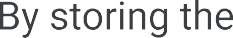 By storing the